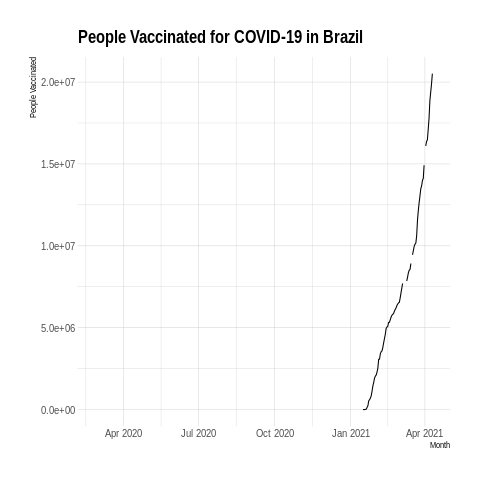 People Vaccinated for COVID-19 in Brazil
People Vaccinated
2.0e+07
1.5e+07
1.0e+07
5.0e+06
0.0e+00
Apr 2020 Jul 2020 Oct 2020 Jan 2021 Apr 2021
Month